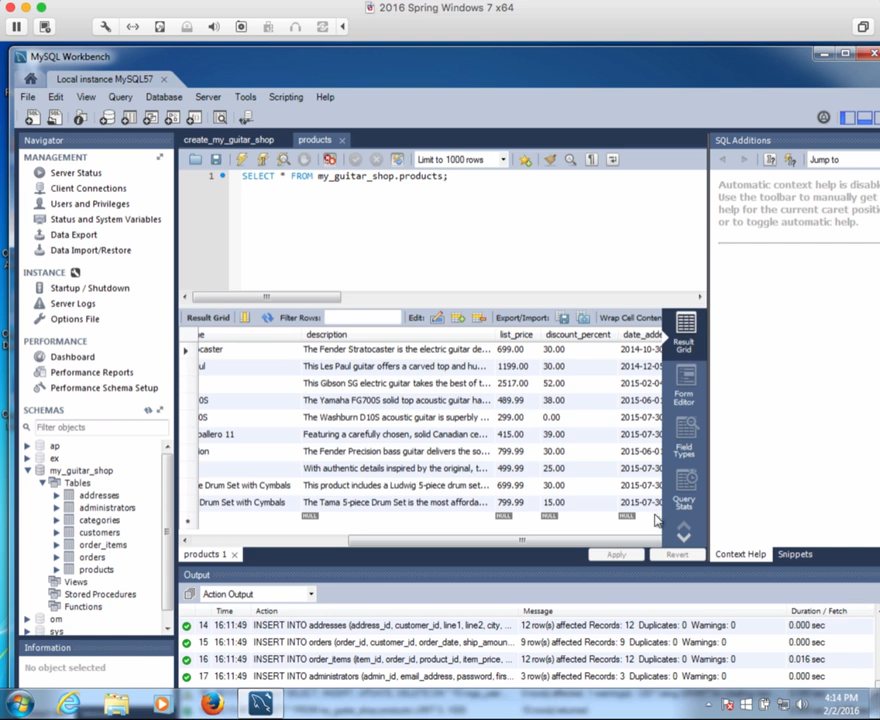 2016 Spring Windows 7 x64
MySQL Workbench
Local instance MySQL57
File Edit View Query Database Server Tools Scripting Help
Navigator
MANAGEMENT
Server Status
Client Connections
Users and Privileges
Status and System Variables
Data Export
Data Import/Restore
INSTANCE
Startup / Shutdown
Server Logs
Options File
PERFORMANCE
Dashboard
Performance Reports
Performance Schema Setup
SCHEMAS
Filter objects
ap
ex
my_guitar_shop
Tables
addresses
administrators
categories
customers
order_items
orders
products
Views
Stored Procedures
Functions
om
sys
Information
No object selected
create_my_guitar_shop products
Limit to 1000 rows
1 SELECT * FROM my_guitar_shop.products;
Result Grid Filter Rows: Edit: Export/Import: Wrap Cell Conten
e description list_price discount_percent date_adde
caster The Fender Stratocaster is the electric guitar de... 699.00 30.00 2014-10-30
ul This Les Paul guitar offers a carved top and hu... 1199.00 30.00 2014-12-05
This Gibson SG electric guitar takes the best of t... 2517.00 52.00 2015-02-04
0S The Yamaha FG700S solid top acoustic guitar ha... 489.99 38.00 2015-06-01
0S The Washburn D10S acoustic guitar is superbly ... 299.00 0.00 2015-07-30
ballero 11 Featuring a carefully chosen, solid Canadian ce... 415.00 39.00 2015-07-30
ion The Fender Precision bass guitar delivers the so... 799.99 30.00 2015-06-01
With authentic details inspired by the original, t... 499.99 25.00 2015-07-30
e Drum Set with Cymbals This product includes a Ludwig 5-piece drum set... 699.99 30.00 2015-07-30
Drum Set with Cymbals The Tama 5-piece Drum Set is the most afforda... 799.99 15.00 2015-07-30
NULL NULL NULL NULL
Result Grid
Form Editor
Field Types
Query Stats
products 1
Apply Revert
SQL Additions
Jump to
Automatic context help is disabl
Use the toolbar to manually get
help for the current caret positi
or to toggle automatic help.
Context Help Snippets
Output
Action Output
Time Action Message Duration / Fetch
14 16:11:49 INSERT INTO addresses (address_id, customer_id, line1, line2, city, ... 12 row(s) affected Records: 12 Duplicates: 0 Warnings: 0 0.000 sec
15 16:11:49 INSERT INTO orders (order_id, customer_id, order_date, ship_amoun... 9 row(s) affected Records: 9 Duplicates: 0 Warnings: 0 0.000 sec
16 16:11:49 INSERT INTO order_items (item_id, order_id, product_id, item_price, ... 12 row(s) affected Records: 12 Duplicates: 0 Warnings: 0 0.016 sec
17 16:11:49 INSERT INTO administrators (admin_id, email_address, password, firs... 3 row(s) affected Records: 3 Duplicates: 0 Warnings: 0 0.000 sec
4:14 PM
2/2/2016